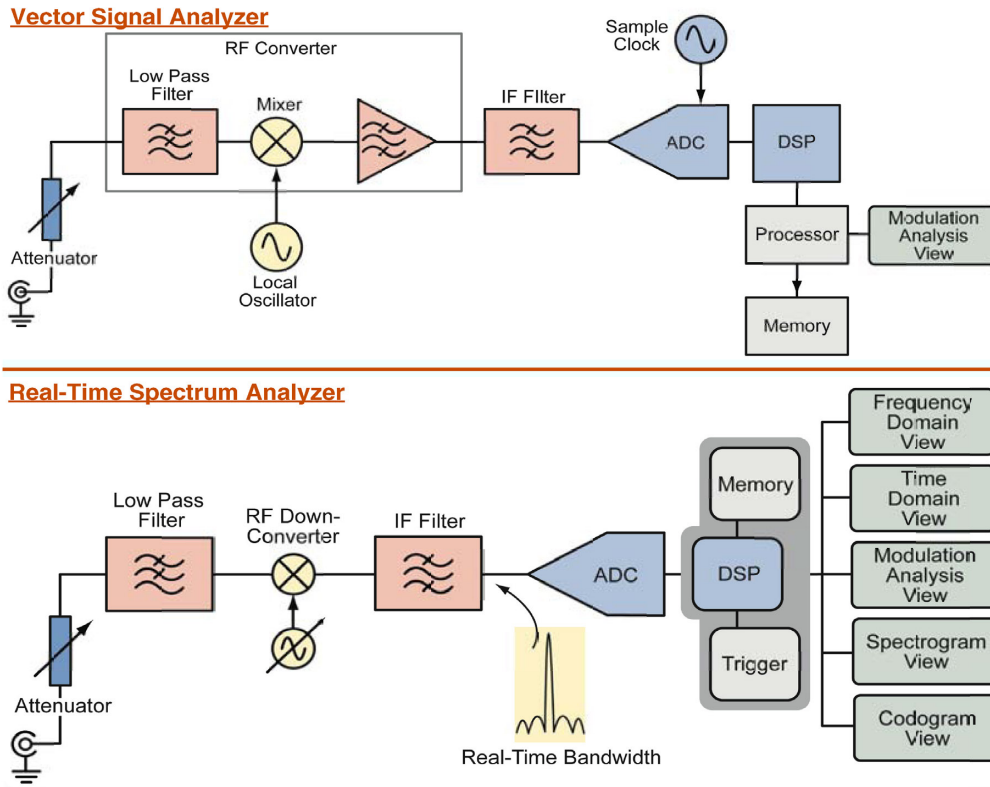 Vector Signal Analyzer
RF Converter
Sample
Clock
Low Pass
Filter
Mixer
IF FIlter
ADC
DSP
Attenuator
Local
Oscillator
Processor
Modulation
Analysis
View
Memory
Real-Time Spectrum Analyzer
Frequency
Domain
View
Low Pass
Filter
RF Down-
Converter
IF Filter
Memory
Time
Domain
View
ADC
DSP
Modulation
Analysis
View
Attenuator
Trigger
Spectrogram
View
Real-Time Bandwidth
Codogram
View